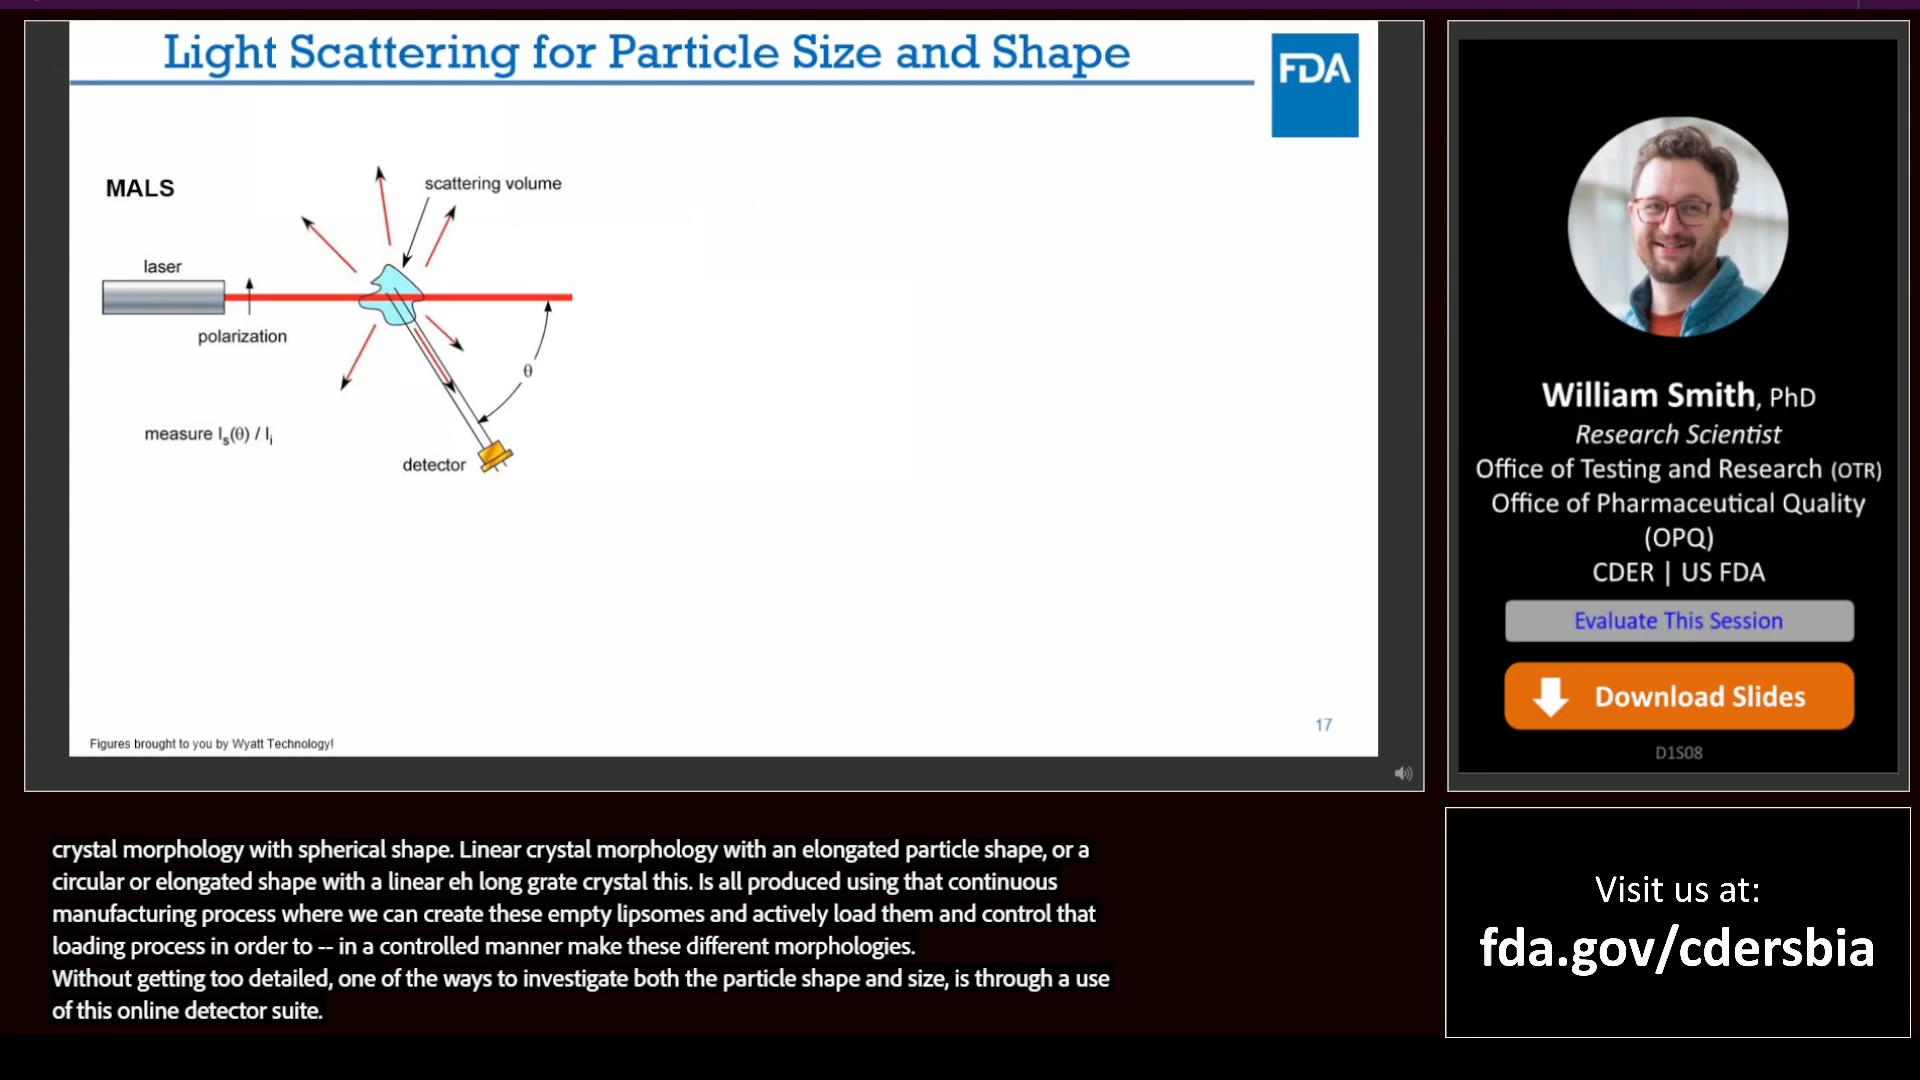 Light Scattering for Particle Size and Shape
FDA
MALS
scattering volume
laser
polarization
θ
measure Is(θ) / Ii
detector
17
Figures brought to you by Wyatt Technology!
William Smith, PhD
Research Scientist
Office of Testing and Research (OTR)
Office of Pharmaceutical Quality
(OPQ)
CDER | US FDA
Evaluate This Session
Download Slides
D1S08
crystal morphology with spherical shape. Linear crystal morphology with an elongated particle shape, or a
circular or elongated shape with a linear eh long grate crystal this. Is all produced using that continuous
manufacturing process where we can create these empty lipsomes and actively load them and control that
loading process in order to -- in a controlled manner make these different morphologies.
Without getting too detailed, one of the ways to investigate both the particle shape and size, is through a use
of this online detector suite.
Visit us at:
fda.gov/cdersbia